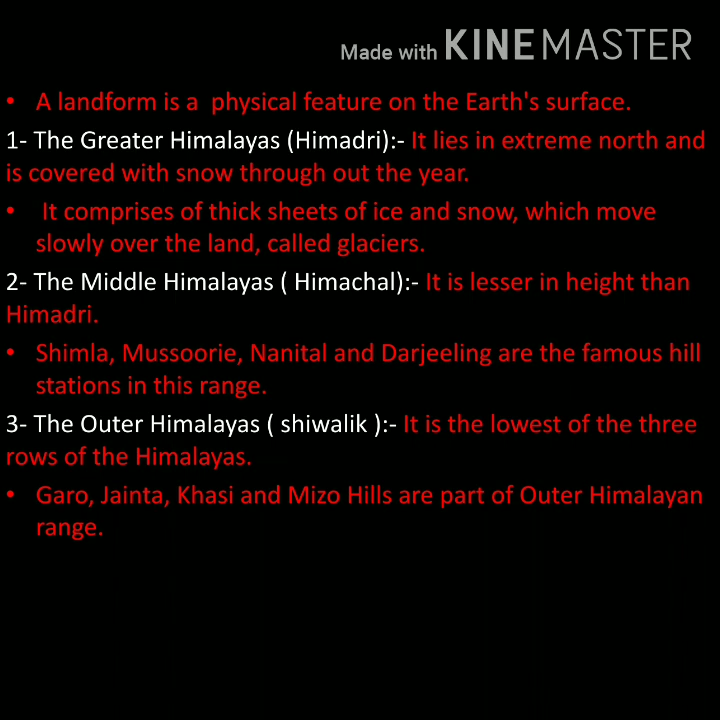 Made with KINEMASTER
• A landform is a  physical feature on the Earth's surface.
1- The Greater Himalayas (Himadri):- It lies in extreme north and
is covered with snow through out the year.
•  It comprises of thick sheets of ice and snow, which move
slowly over the land, called glaciers.
2- The Middle Himalayas ( Himachal):- It is lesser in height than
Himadri.
• Shimla, Mussoorie, Nanital and Darjeeling are the famous hill
stations in this range.
3- The Outer Himalayas ( shiwalik ):- It is the lowest of the three
rows of the Himalayas.
• Garo, Jainta, Khasi and Mizo Hills are part of Outer Himalayan
range.